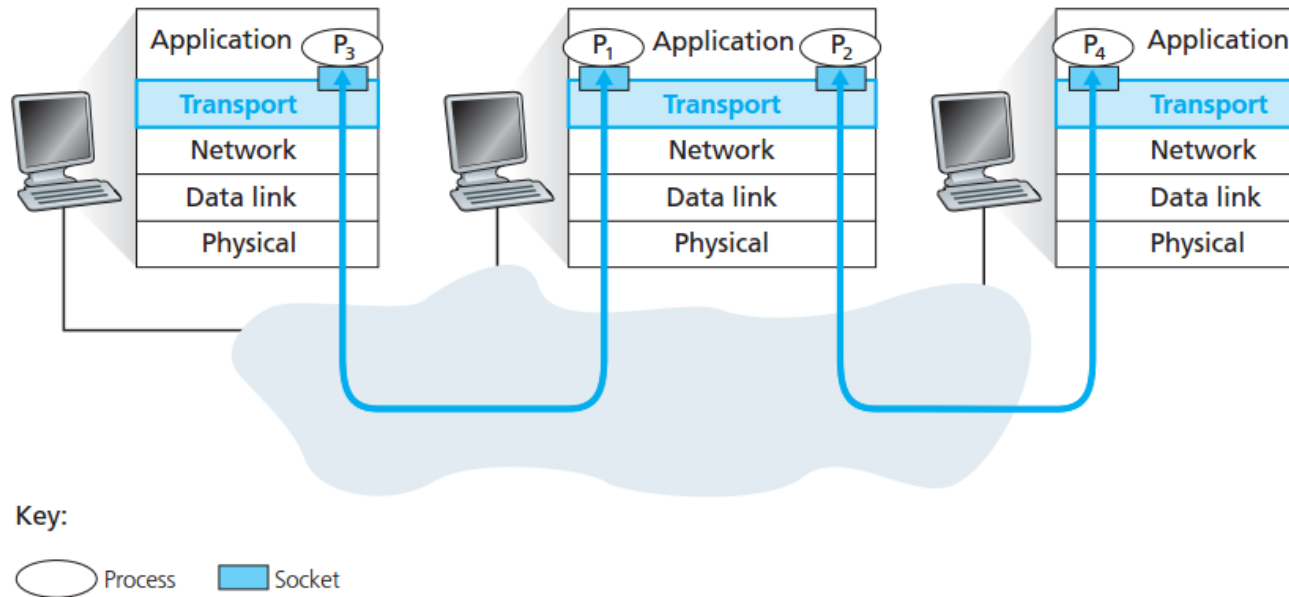 Application P₃
Transport
Network
Data link
Physical
P₁ Application P₂
Transport
Network
Data link
Physical
P₄ Application
Transport
Network
Data link
Physical
Key:
Process Socket